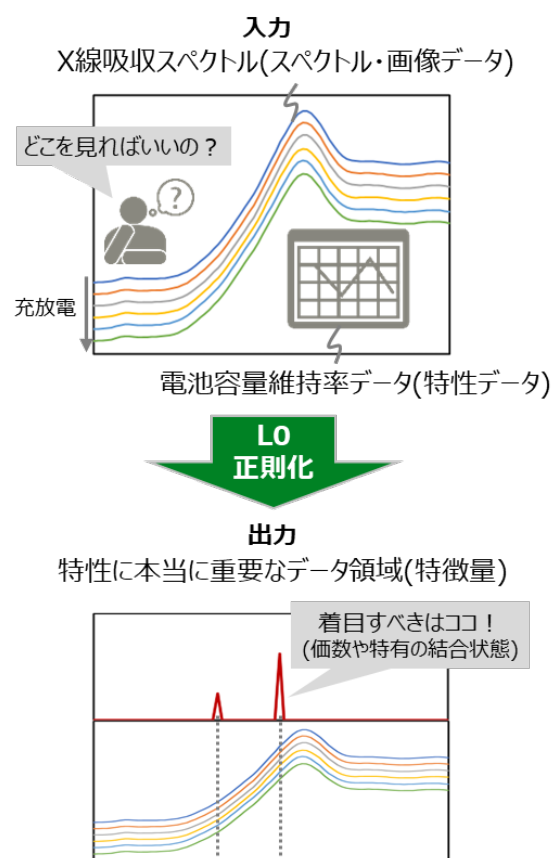 入力
X線吸収スペクトル(スペクトル・画像データ)
どこを見ればいいの？
?
充放電
電池容量維持率データ(特性データ)
L0
正則化
出力
特性に本当に重要なデータ領域(特徴量)
着目すべきはココ！
(価数や特有の結合状態)